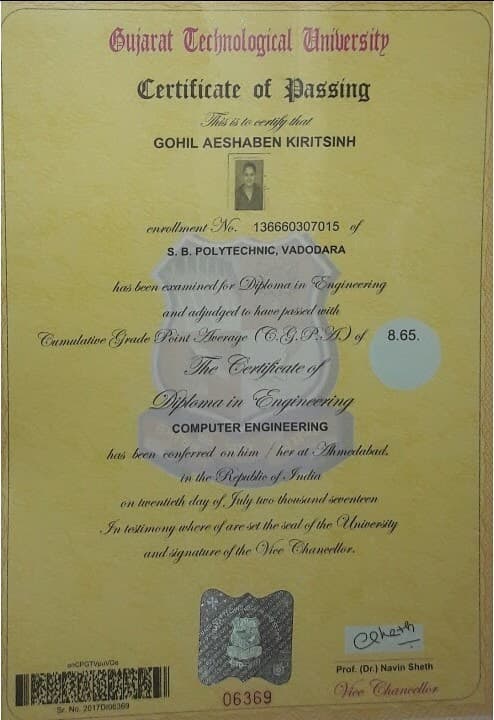 Gujarat Technological University
Certificate of Passing
This is to certify that
GOHIL AESHABEN KIRITSINH
enrollment No. 136660307015 of
S. B. POLYTECHNIC, VADODARA
has been examined for Diploma in Engineering
and adjudged to have passed with
Cumulative Grade Point Average (C.G.P.A) of 8.65.
The Certificate of
Diploma in Engineering
COMPUTER ENGINEERING
has been conferred on him / her at Ahmedabad,
in the Republic of India
on twentieth day of July two thousand seventeen
In testimony where of are set the seal of the University
and signature of the Vice Chancellor.
Prof. (Dr.) Navin Sheth
Vice Chancellor
Sr. No. 2017DI06369
06369